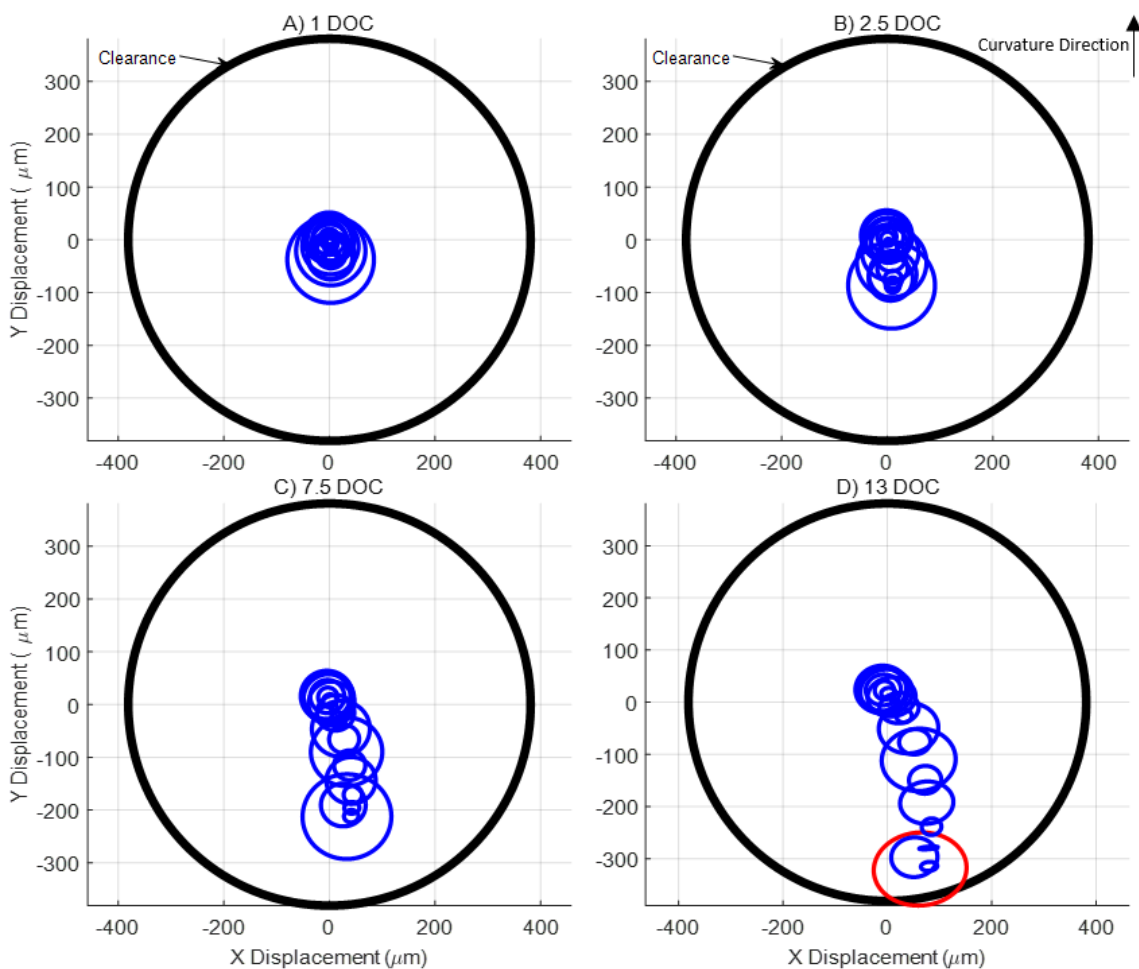 A) 1 DOC
B) 2.5 DOC
Clearance
Clearance
Curvature Direction
300
200
100
0
-100
-200
-300
Y Displacement ( μm)
300
200
100
0
-100
-200
-300
-400 -200 0 200 400
-400 -200 0 200 400
C) 7.5 DOC
D) 13 DOC
300
200
100
0
-100
-200
-300
Y Displacement ( μm)
300
200
100
0
-100
-200
-300
-400 -200 0 200 400
-400 -200 0 200 400
X Displacement (μm)
X Displacement (μm)